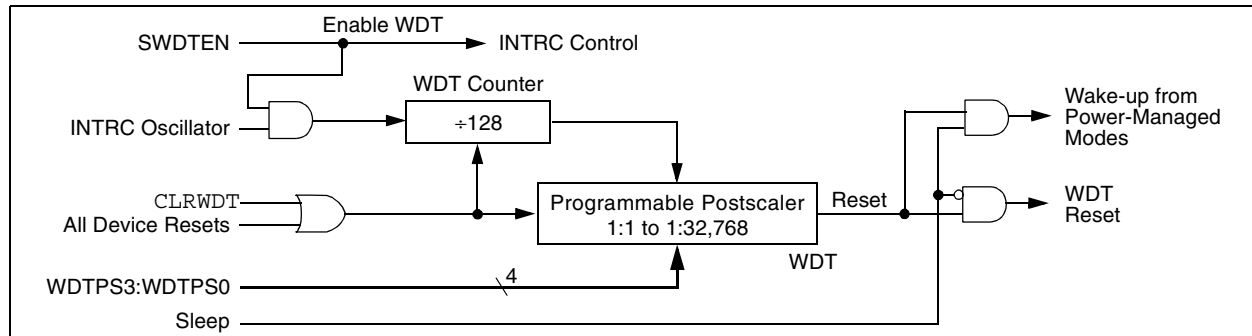 Enable WDT
SWDTEN
INTRC Control
WDT Counter
INTRC Oscillator
÷128
Wake-up from
Power-Managed
Modes
CLRWDT
All Device Resets
Programmable Postscaler
1:1 to 1:32,768
Reset
WDT
WDT
Reset
4
WDTPS3:WDTPS0
Sleep